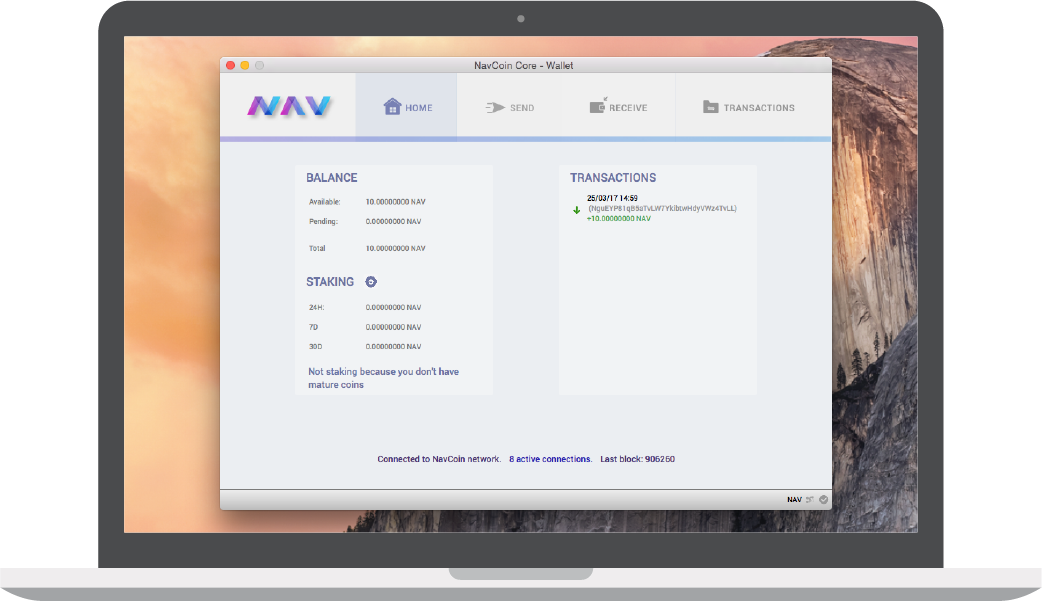 NavCoin Core - Wallet
NAV
HOME
SEND
RECEIVE
TRANSACTIONS
BALANCE
Available: 10.00000000 NAV
Pending: 0.00000000 NAV
Total 10.00000000 NAV
STAKING
24H: 0.00000000 NAV
7D 0.00000000 NAV
30D 0.00000000 NAV
Not staking because you don't have
mature coins
TRANSACTIONS
25/03/17 14:59
+10.00000000 NAV
Connected to NavCoin network. 8 active connections. Last block: 906260
NAV